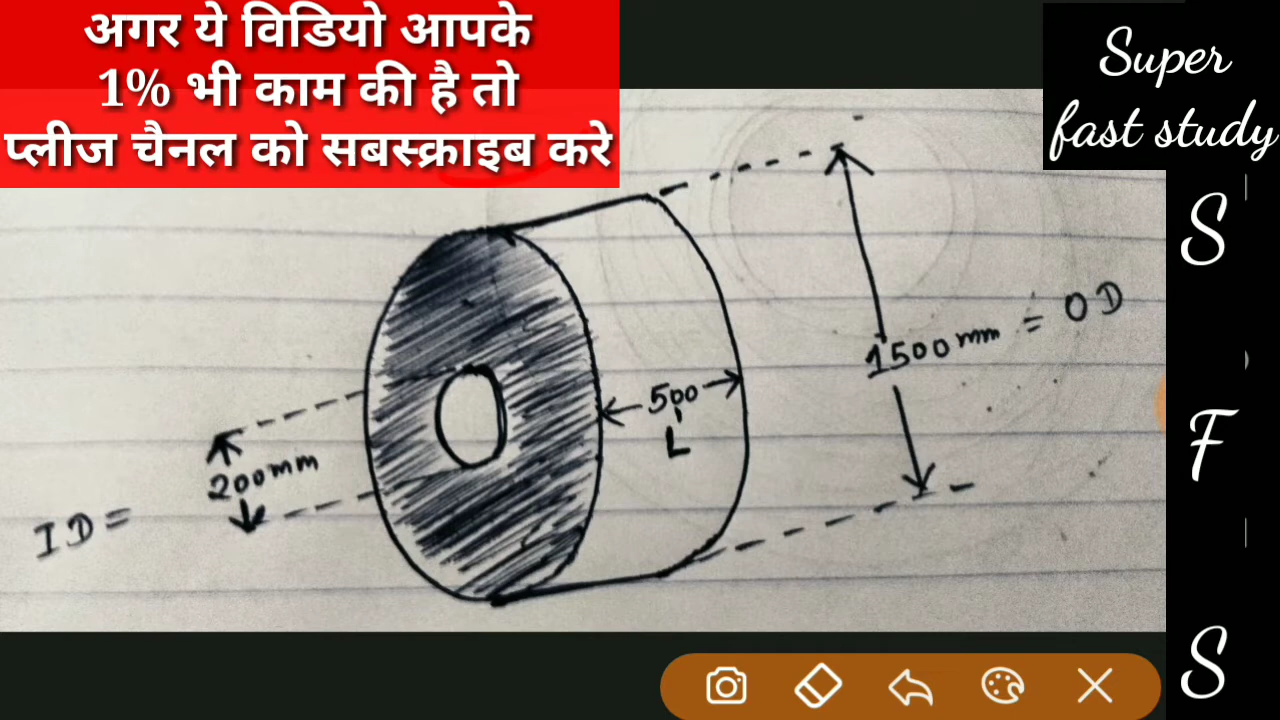 अगर ये विडियो आपके
1% भी काम की है तो
प्लीज चैनल को सबस्क्राइब करे
Super
fast study
S
F
S
1500mm = OD
500
L
200mm
ID=